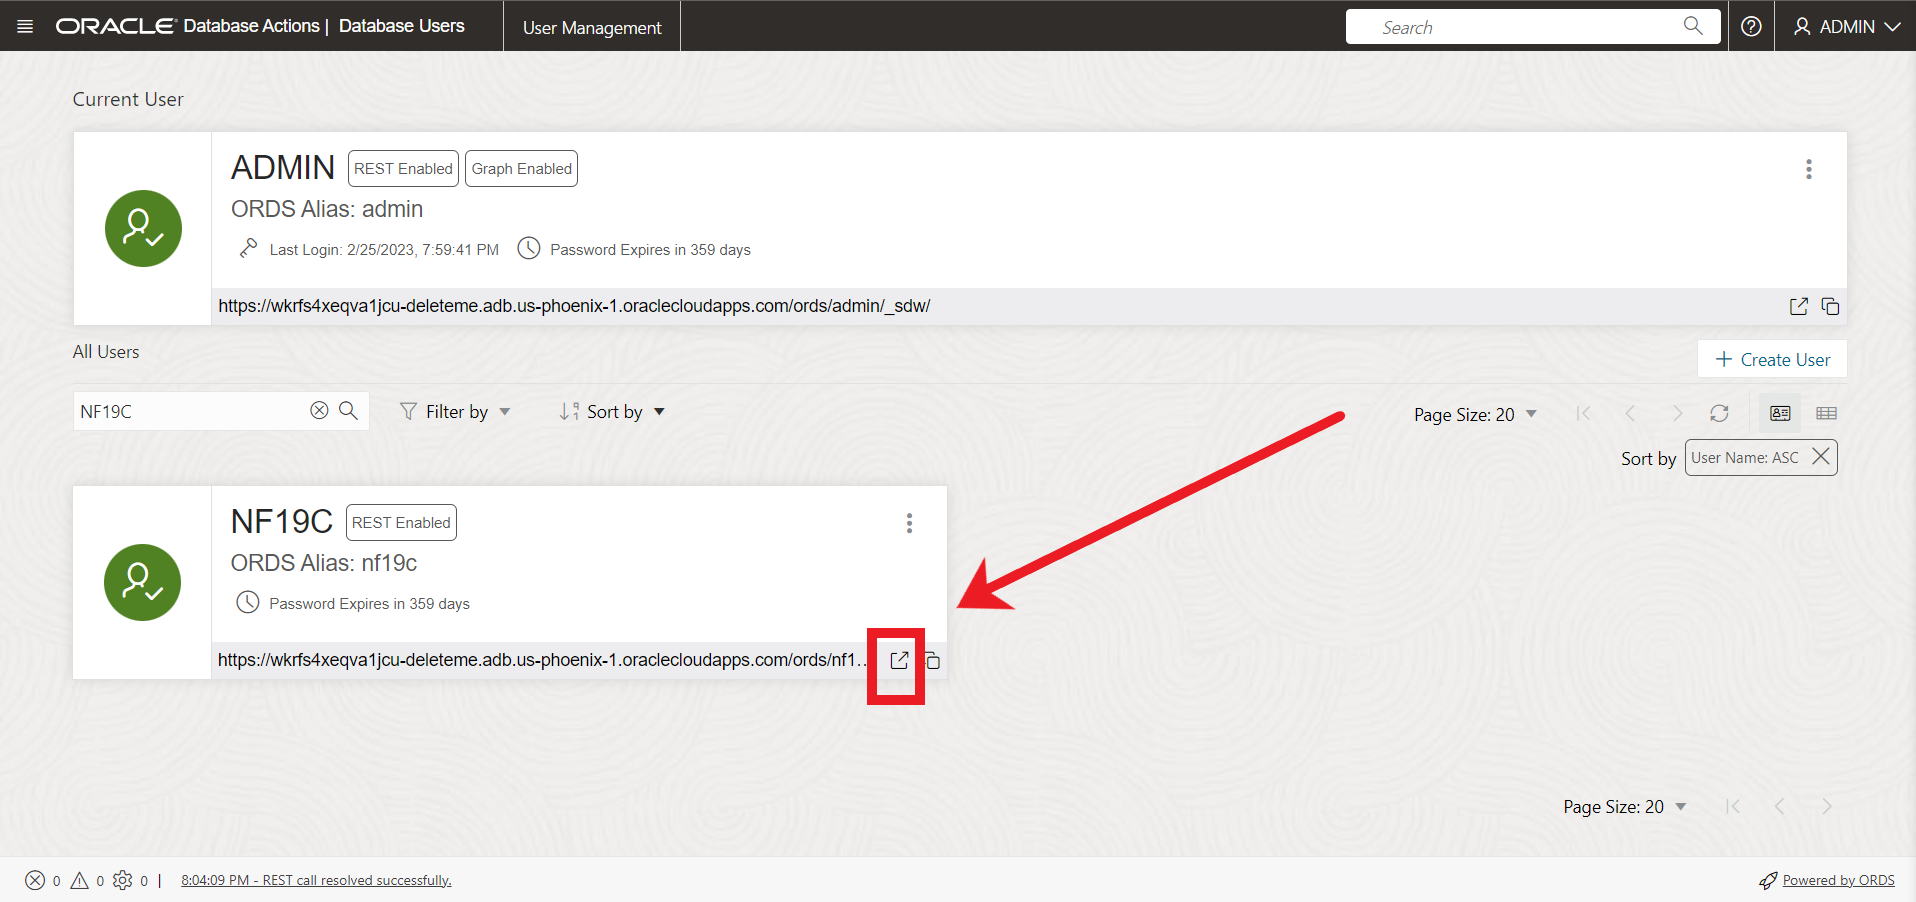 ORACLE Database Actions | Database Users
User Management
Search
ADMIN
Current User
ADMIN REST Enabled Graph Enabled
ORDS Alias: admin
Last Login: 2/25/2023, 7:59:41 PM Password Expires in 359 days
https://wkrfs4xeqva1jcu-deleteme.adb.us-phoenix-1.oraclecloudapps.com/ords/admin/_sdw/
All Users
+ Create User
NF19C
Filter by
Sort by
Page Size: 20
Sort by User Name: ASC
NF19C REST Enabled
ORDS Alias: nf19c
Password Expires in 359 days
https://wkrfs4xeqva1jcu-deleteme.adb.us-phoenix-1.oraclecloudapps.com/ords/nf1...
Page Size: 20
0 0 0 | 8:04:09 PM - REST call resolved successfully.
Powered by ORDS